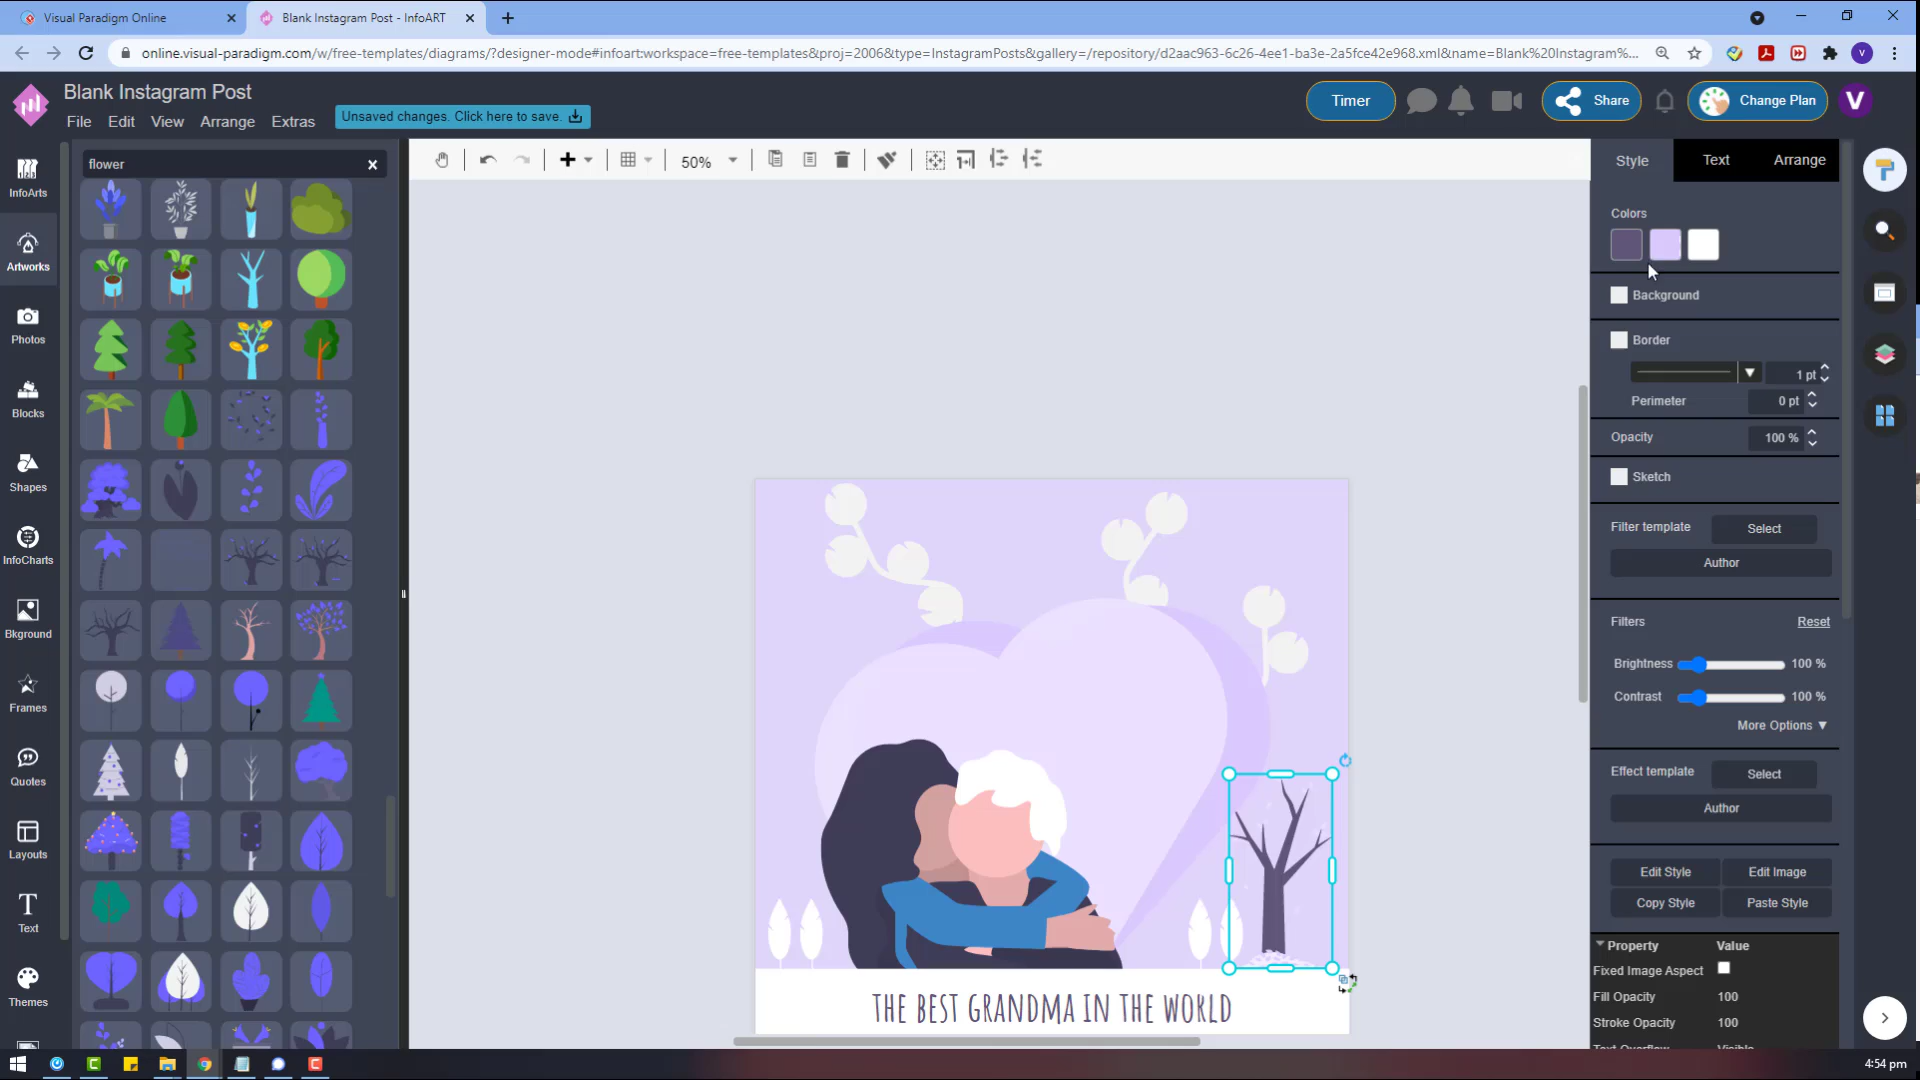 Visual Paradigm Online
Blank Instagram Post - InfoART
online.visual-paradigm.com/w/free-templates/diagrams/?designer-mode#infoart:workspace=free-templates&proj=2006&type=InstagramPosts&gallery=/repository/d2aac963-6c26-4ee1-ba3e-2a5fce42e968.xml&name=Blank%20Instagram%...
V
Blank Instagram Post
File Edit View Arrange Extras
Unsaved changes. Click here to save.
Timer
Share
Change Plan
V
flower
50%
Style Text Arrange
InfoArts
Artworks
Photos
Blocks
Shapes
InfoCharts
Bkground
Frames
Quotes
Layouts
Text
Themes
Colors
Background
Border
1 pt
Perimeter 0 pt
Opacity 100 %
Sketch
Filter template Select
Author
Filters Reset
Brightness 100 %
Contrast 100 %
More Options ▼
Effect template Select
Author
Edit Style Edit Image
Copy Style Paste Style
Property Value
Fixed Image Aspect
Fill Opacity 100
Stroke Opacity 100
Text Overflow Visible
THE BEST GRANDMA IN THE WORLD
4:54 pm